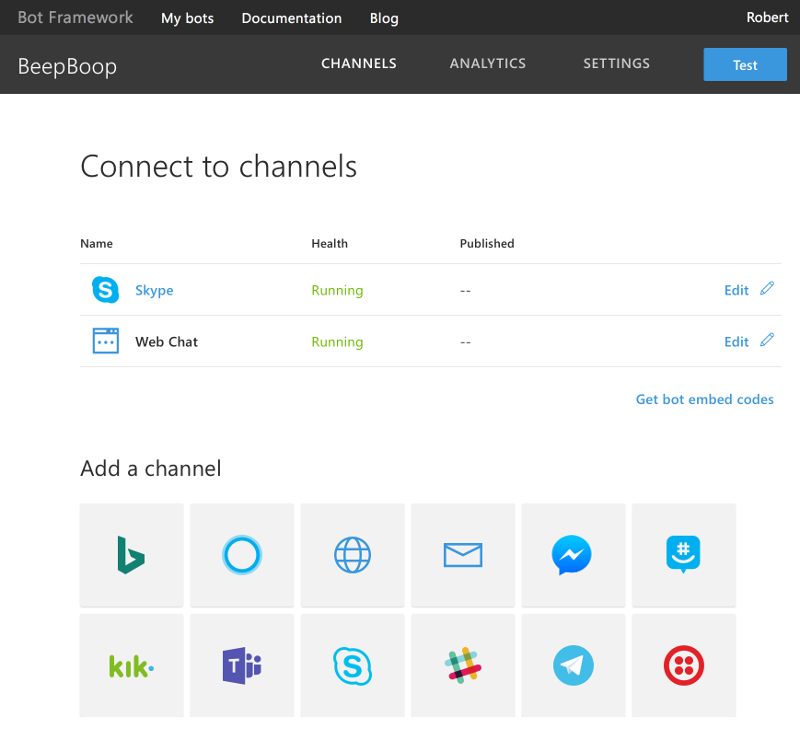 Bot Framework My bots Documentation Blog Robert
BeepBoop CHANNELS ANALYTICS SETTINGS Test
Connect to channels
Name Health Published
Skype Running -- Edit
Web Chat Running -- Edit
Get bot embed codes
Add a channel
kik.
T